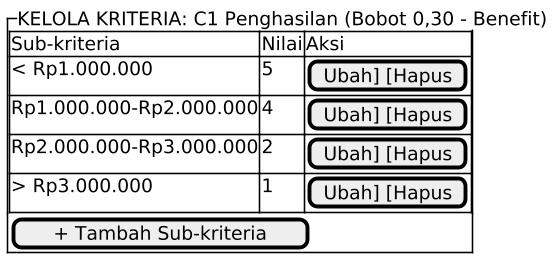 KELOLA KRITERIA: C1 Penghasilan (Bobot 0,30 - Benefit)
Sub-kriteria Nilai Aksi
< Rp1.000.000 5 Ubah] [Hapus
Rp1.000.000-Rp2.000.000 4 Ubah] [Hapus
Rp2.000.000-Rp3.000.000 2 Ubah] [Hapus
> Rp3.000.000 1 Ubah] [Hapus
+ Tambah Sub-kriteria